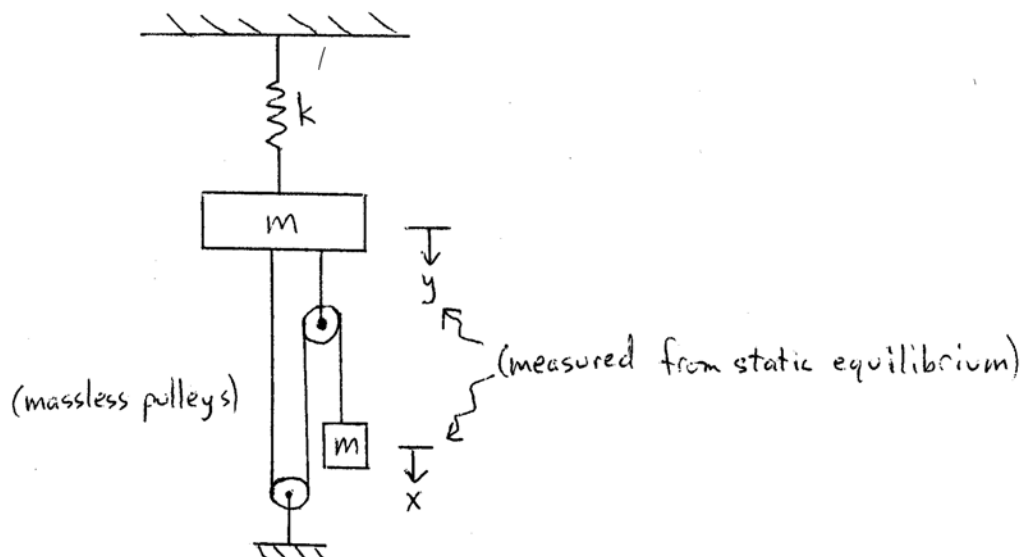 k
m
y
(measured from static equilibrium)
(massless pulleys)
m
x